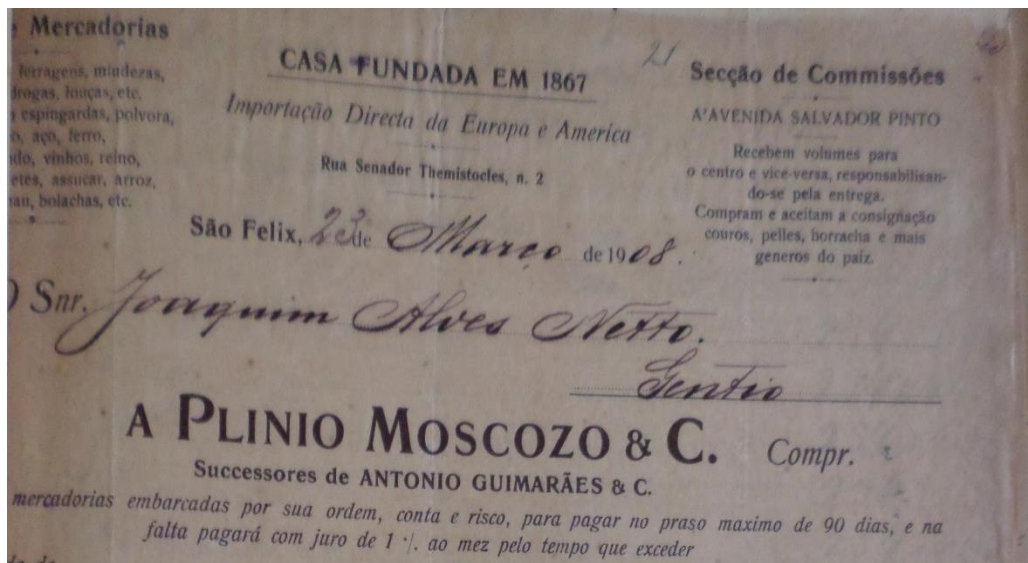 Mercadorias
ferragens, miudezas,
drogas, louças, etc.
espingardas, polvora,
aço, ferro,
vinhos, reino,
assucar, arroz,
bolachas, etc.
CASA FUNDADA EM 1867
Importação Directa da Europa e America
Rua Senador Themistocles, n. 2
21
Secção de Commissões
A'AVENIDA SALVADOR PINTO
Recebem volumes para
o centro e vice-versa, responsabilisan-
do-se pela entrega.
Compram e aceitam a consignação
couros, pelles, borracha e mais
generos do paiz.
São Felix, 23 de Março de 1908.
O Snr. Joaquim Alves Netto.
Gentio
A PLINIO MOSCOZO & C. Compr.
Successores de ANTONIO GUIMARÃES & C.
mercadorias embarcadas por sua ordem, conta e risco, para pagar no praso maximo de 90 dias, e na
falta pagará com juro de 1 %. ao mez pelo tempo que exceder